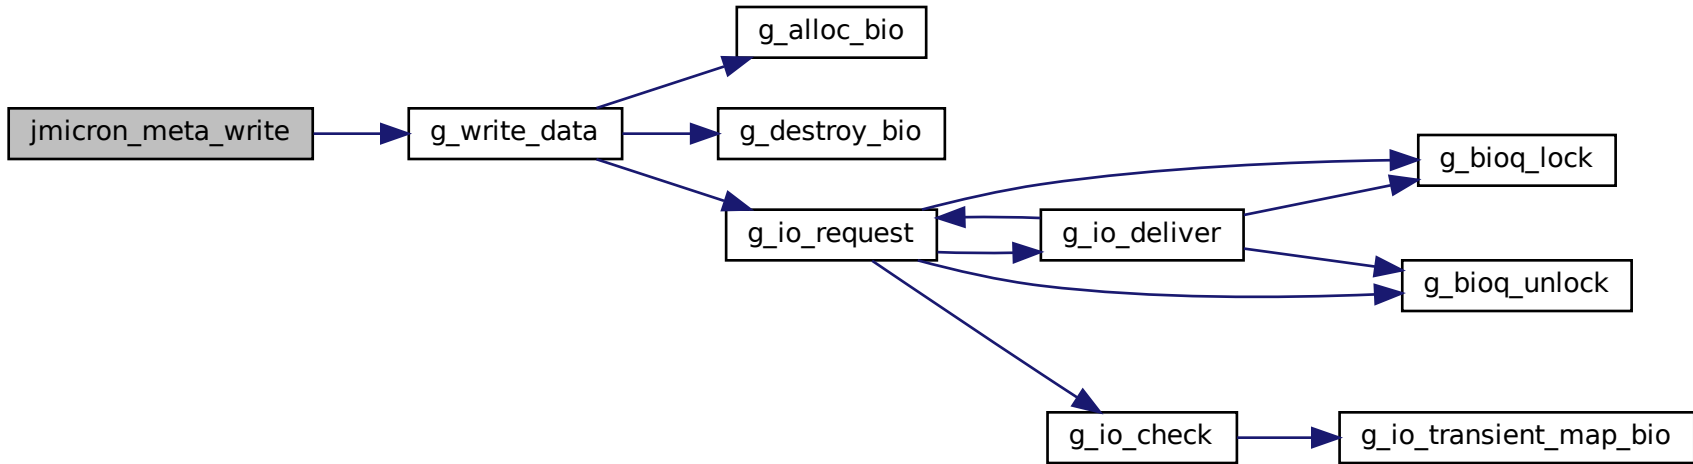 g_alloc_bio
jmicron_meta_write
g_write_data
g_destroy_bio
g_bioq_lock
g_io_request
g_io_deliver
g_bioq_unlock
g_io_check
g_io_transient_map_bio